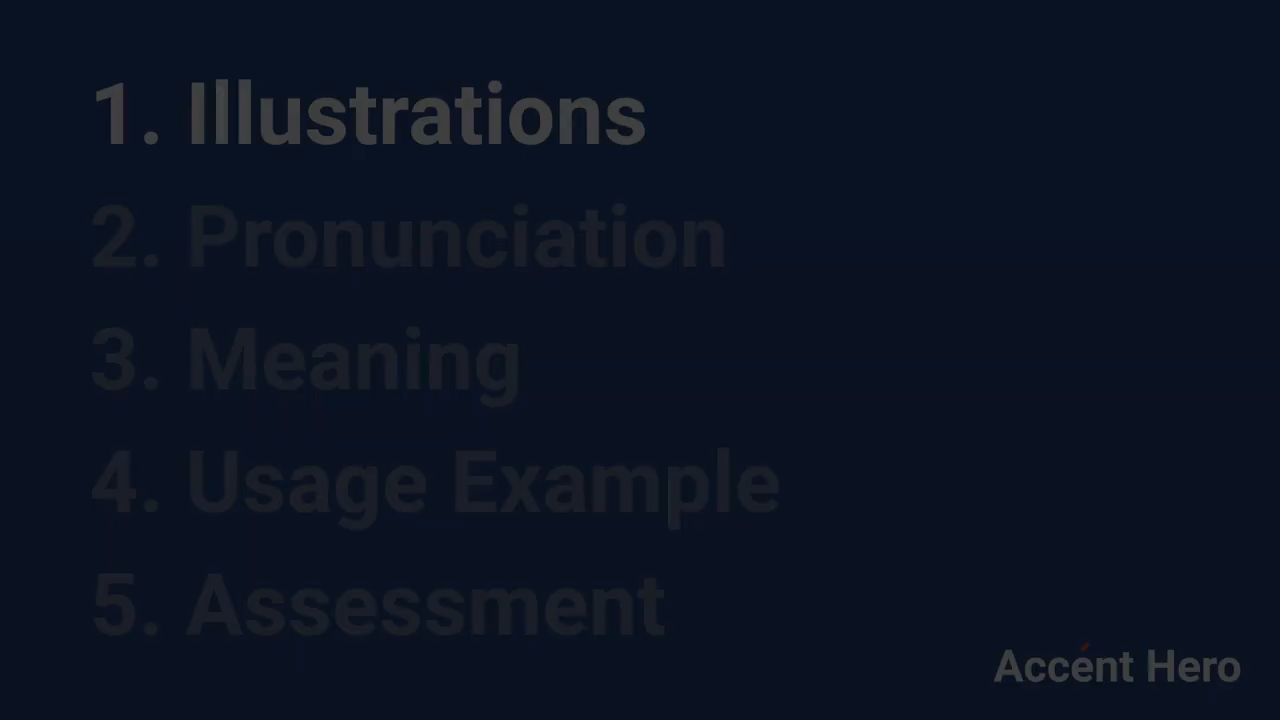 1. Illustrations
2. Pronunciation
3. Meaning
4. Usage Example
5. Assessment
Accent Hero